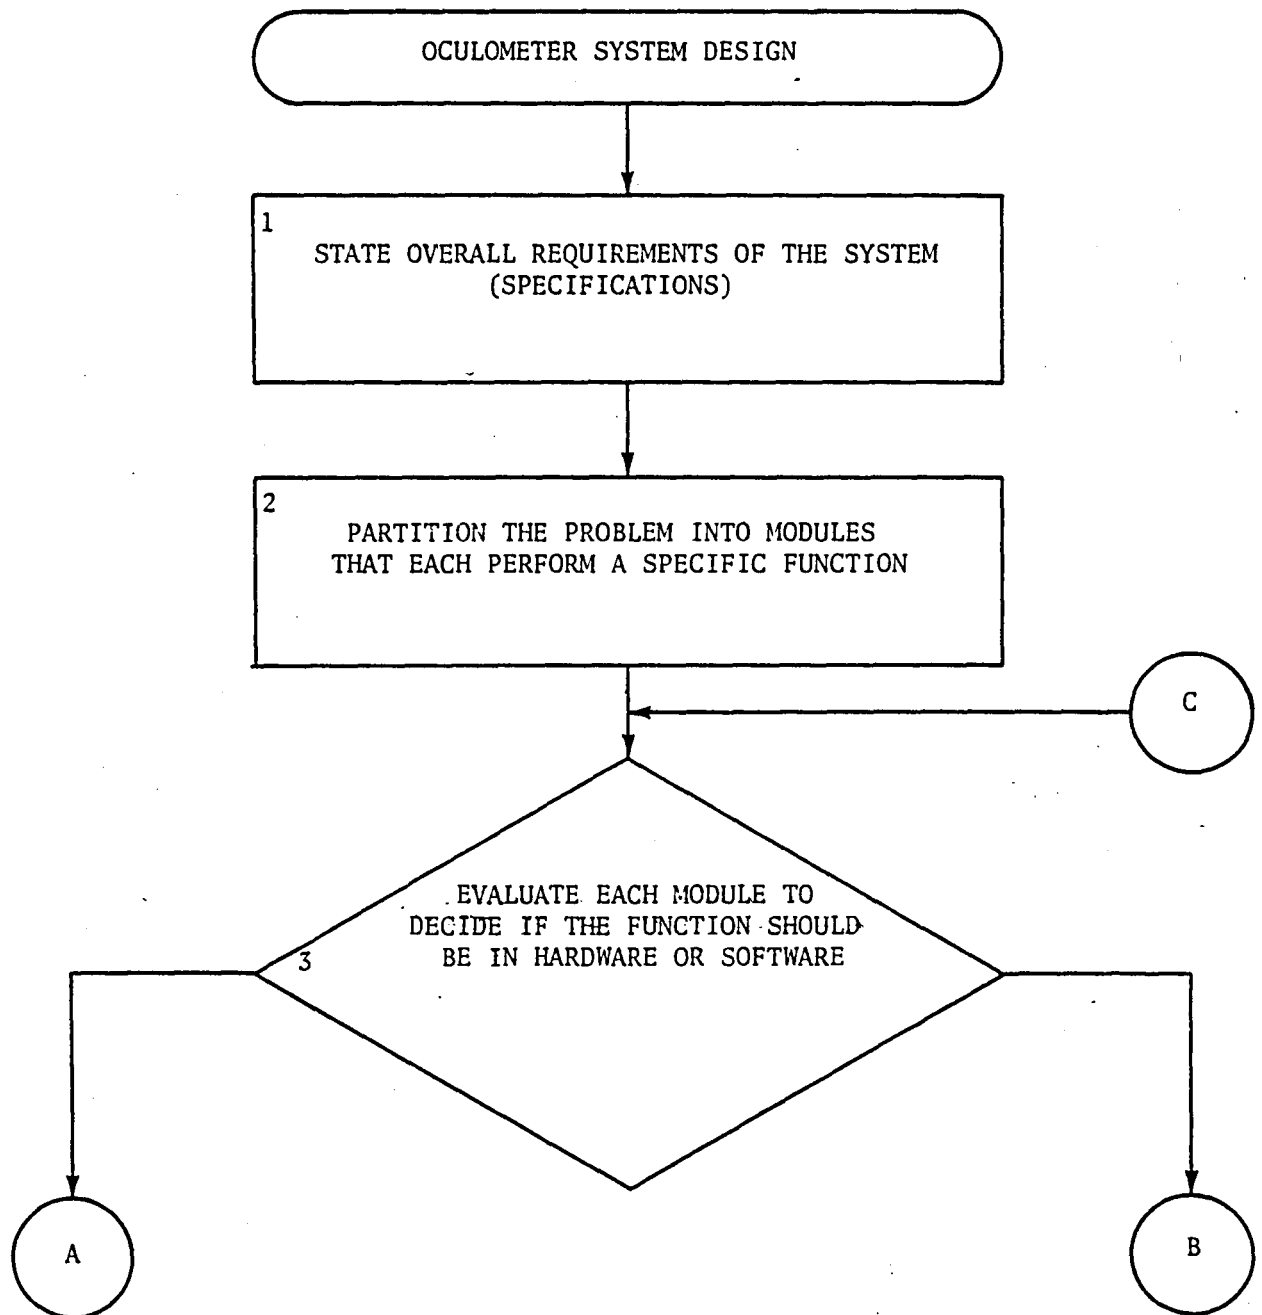 OCULOMETER SYSTEM DESIGN
1
STATE OVERALL REQUIREMENTS OF THE SYSTEM
(SPECIFICATIONS)
2
PARTITION THE PROBLEM INTO MODULES
THAT EACH PERFORM A SPECIFIC FUNCTION
C
EVALUATE EACH MODULE TO
DECIDE IF THE FUNCTION SHOULD
BE IN HARDWARE OR SOFTWARE
3
A
B